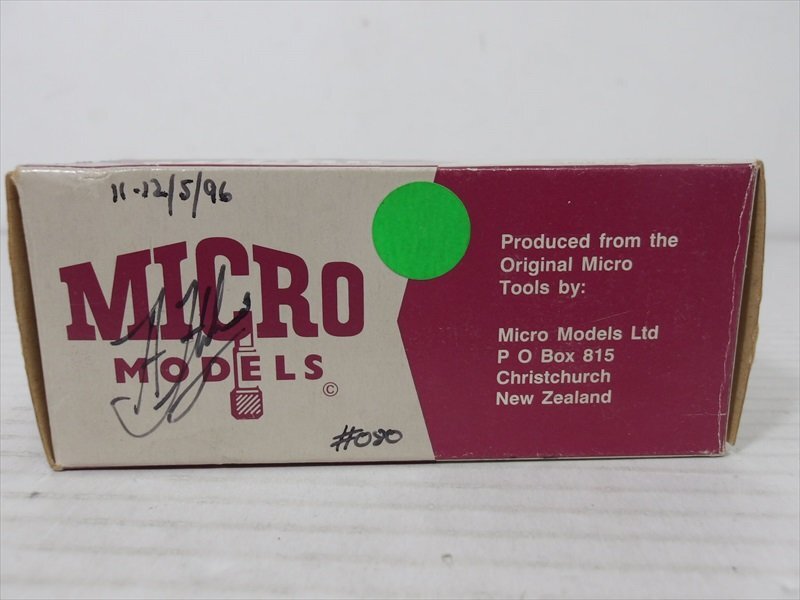 11-12/5/96
MICRO
MODELS
©
#080
Produced from the
Original Micro
Tools by:
Micro Models Ltd
P O Box 815
Christchurch
New Zealand